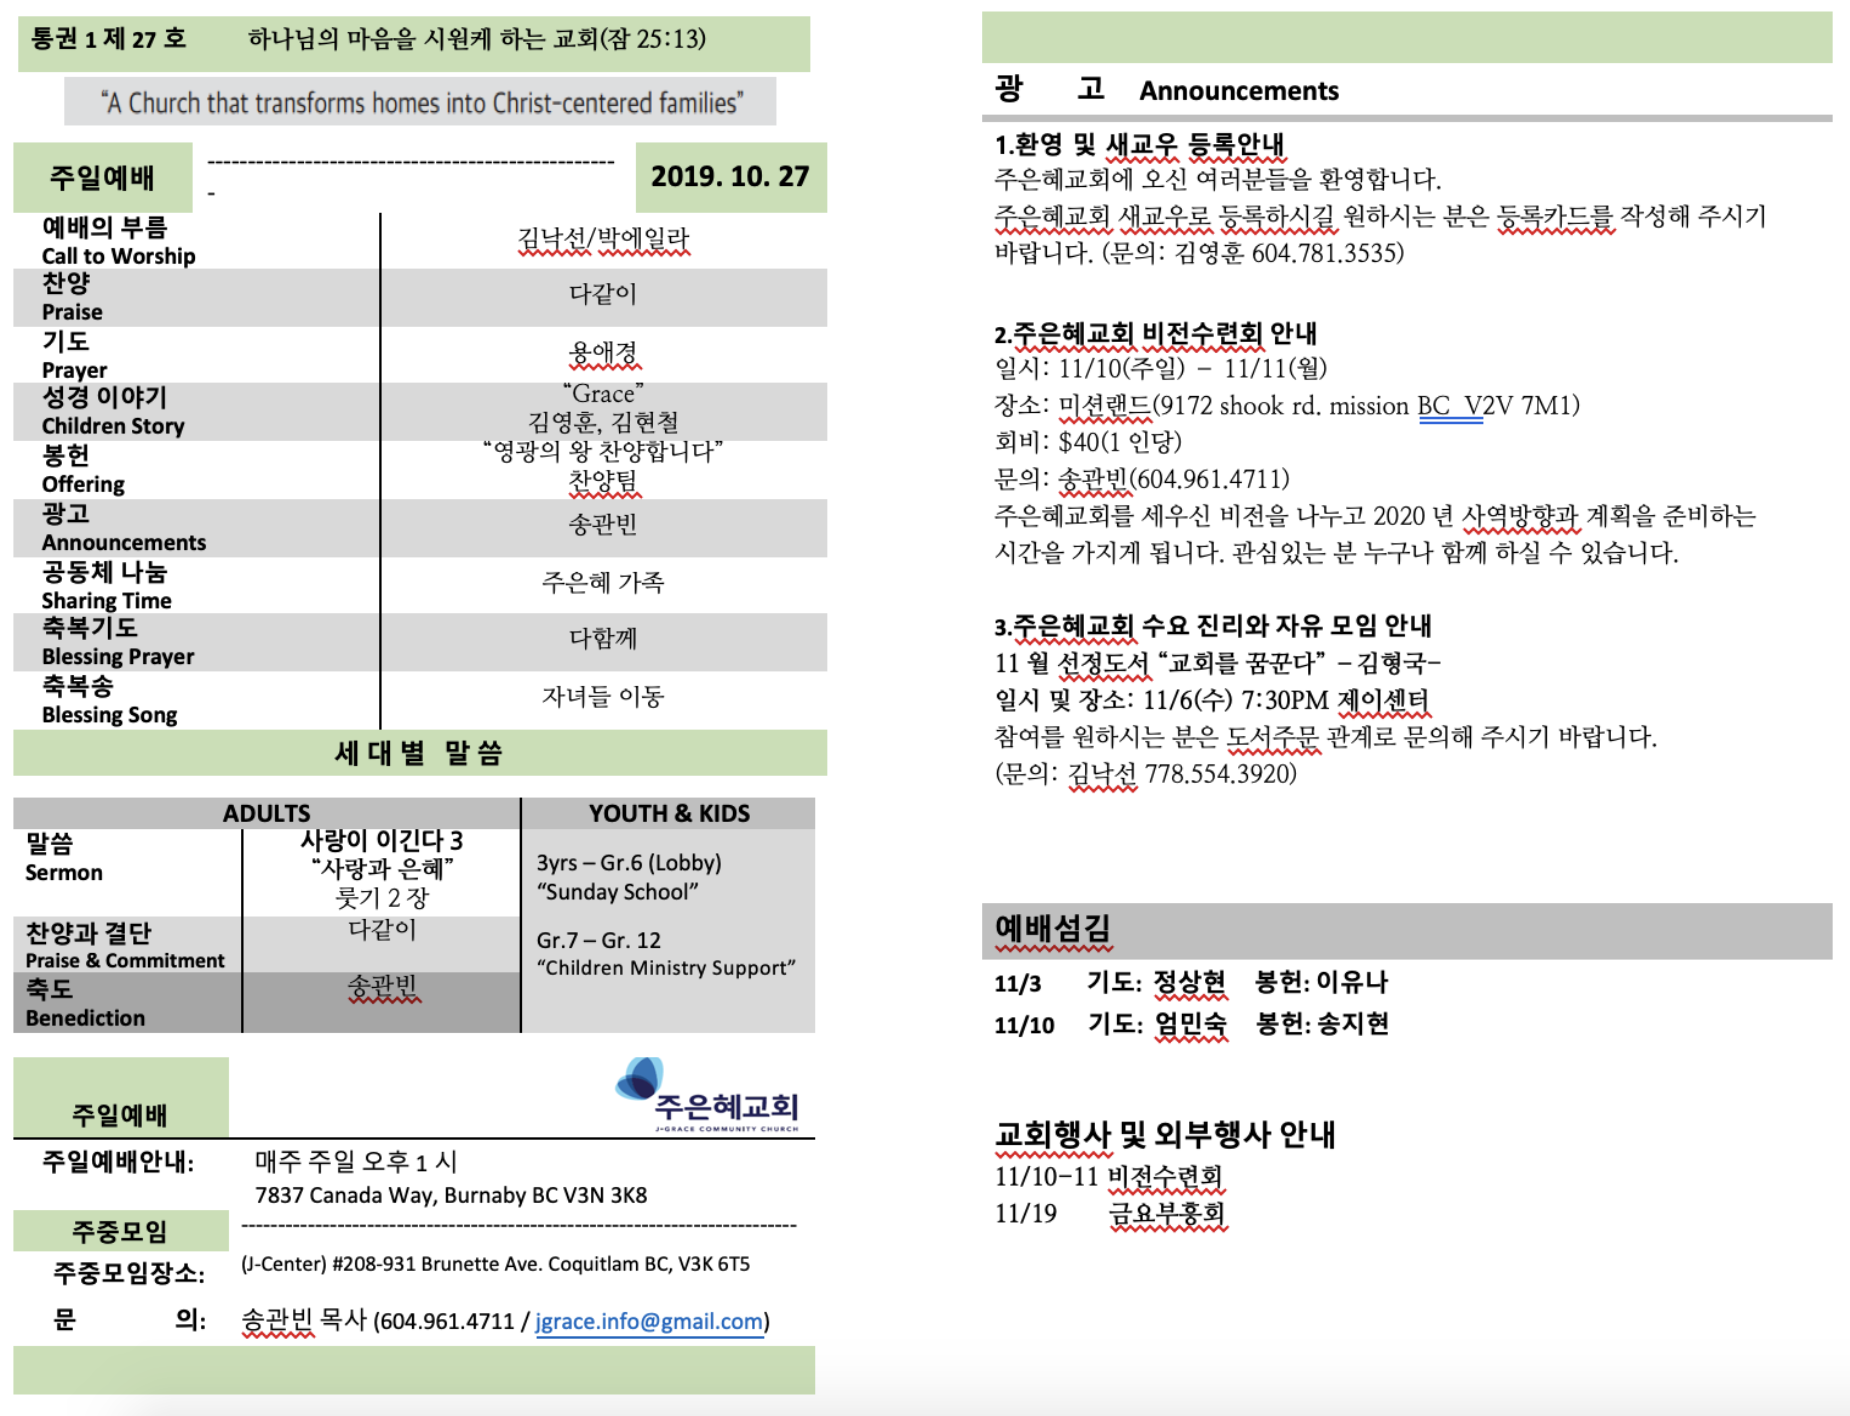 통권 1 제 27 호 하나님의 마음을 시원케 하는 교회(잠 25:13)
“A Church that transforms homes into Christ-centered families”
주일예배 --------------------------------------------------- 2019. 10. 27
-
예배의 부름
Call to Worship
김낙선/박에일라
찬양
Praise
다같이
기도
Prayer
용애경
성경 이야기
Children Story
“Grace”
김영훈, 김현철
봉헌
Offering
“영광의 왕 찬양합니다”
찬양팀
광고
Announcements
송관빈
공동체 나눔
Sharing Time
주은혜 가족
축복기도
Blessing Prayer
다함께
축복송
Blessing Song
자녀들 이동
세 대 별 말 씀
ADULTS YOUTH & KIDS
말씀
Sermon
사랑이 이긴다 3
“사랑과 은혜”
룻기 2 장
찬양과 결단
Praise & Commitment
다같이
축도
Benediction
송관빈
3yrs – Gr.6 (Lobby)
“Sunday School”
Gr.7 – Gr. 12
“Children Ministry Support”
주일예배
주은혜교회
J-GRACE COMMUNITY CHURCH
주일예배안내: 매주 주일 오후 1 시
7837 Canada Way, Burnaby BC V3N 3K8
주중모임 ---------------------------------------------------------------------------
주중모임장소: (J-Center) #208-931 Brunette Ave. Coquitlam BC, V3K 6T5
문 의: 송관빈 목사 (604.961.4711 / jgrace.info@gmail.com)
광 고 Announcements
1.환영 및 새교우 등록안내
주은혜교회에 오신 여러분들을 환영합니다.
주은혜교회 새교우로 등록하시길 원하시는 분은 등록카드를 작성해 주시기
바랍니다. (문의: 김영훈 604.781.3535)
2.주은혜교회 비전수련회 안내
일시: 11/10(주일) – 11/11(월)
장소: 미션랜드(9172 shook rd. mission BC V2V 7M1)
회비: $40(1 인당)
문의: 송관빈(604.961.4711)
주은혜교회를 세우신 비전을 나누고 2020 년 사역방향과 계획을 준비하는
시간을 가지게 됩니다. 관심있는 분 누구나 함께 하실 수 있습니다.
3.주은혜교회 수요 진리와 자유 모임 안내
11 월 선정도서 “교회를 꿈꾼다” –김형국-
일시 및 장소: 11/6(수) 7:30PM 제이센터
참여를 원하시는 분은 도서주문 관계로 문의해 주시기 바랍니다.
(문의: 김낙선 778.554.3920)
예배섬김
11/3 기도: 정상현 봉헌: 이유나
11/10 기도: 엄민숙 봉헌: 송지현
교회행사 및 외부행사 안내
11/10-11 비전수련회
11/19 금요부흥회